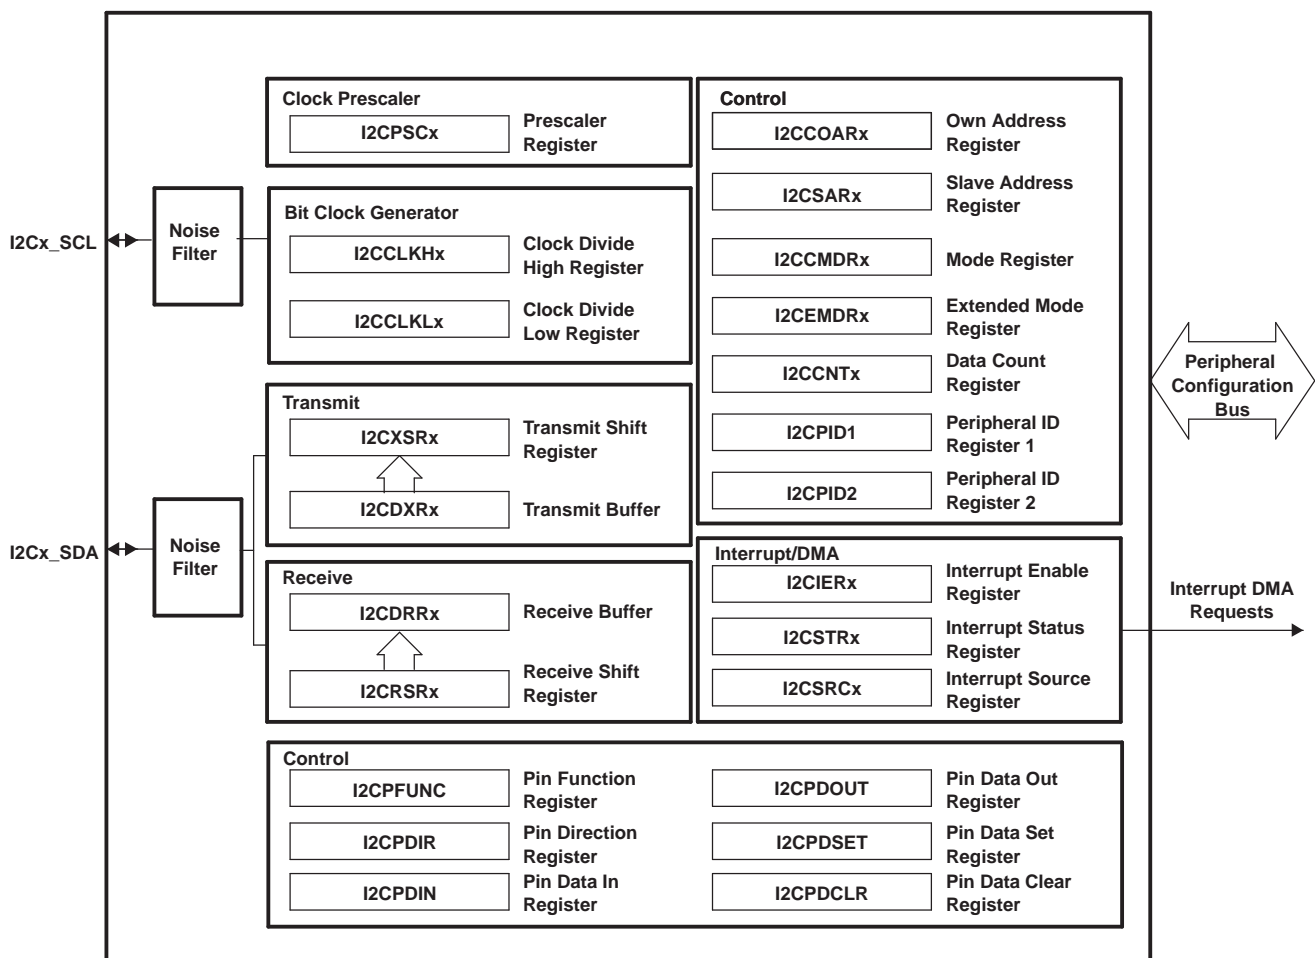 Clock Prescaler
I2CPSCx
Prescaler
Register
I2Cx_SCL
Noise
Filter
Bit Clock Generator
I2CCLKHx
Clock Divide
High Register
I2CCLKLx
Clock Divide
Low Register
Transmit
I2CXSRx
Transmit Shift
Register
I2CDXRx
Transmit Buffer
I2Cx_SDA
Noise
Filter
Receive
I2CDRRx
Receive Buffer
I2CRSRx
Receive Shift
Register
Control
I2CCOARx
Own Address
Register
I2CSARx
Slave Address
Register
I2CCMDRx
Mode Register
I2CEMDRx
Extended Mode
Register
I2CCNTx
Data Count
Register
I2CPID1
Peripheral ID
Register 1
I2CPID2
Peripheral ID
Register 2
Peripheral
Configuration
Bus
Interrupt/DMA
I2CIERx
Interrupt Enable
Register
I2CSTRx
Interrupt Status
Register
I2CSRCx
Interrupt Source
Register
Interrupt DMA
Requests
Control
I2CPFUNC
Pin Function
Register
I2CPDIR
Pin Direction
Register
I2CPDIN
Pin Data In
Register
I2CPDOUT
Pin Data Out
Register
I2CPDSET
Pin Data Set
Register
I2CPDCLR
Pin Data Clear
Register